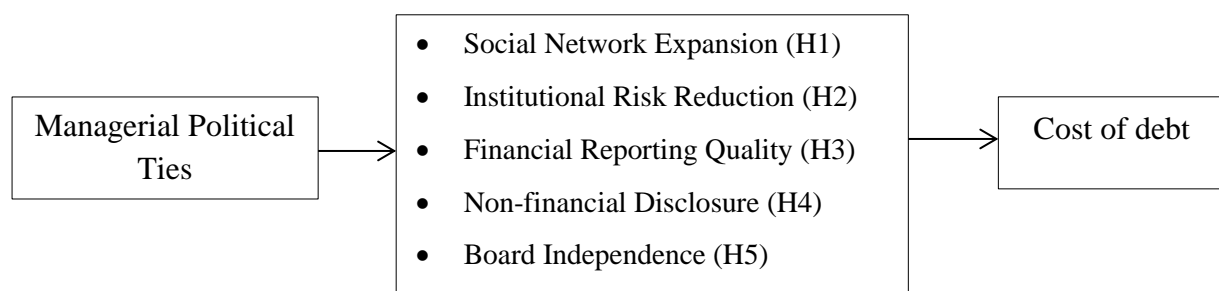 Managerial Political
Ties
• Social Network Expansion (H1)
• Institutional Risk Reduction (H2)
• Financial Reporting Quality (H3)
• Non-financial Disclosure (H4)
• Board Independence (H5)
Cost of debt